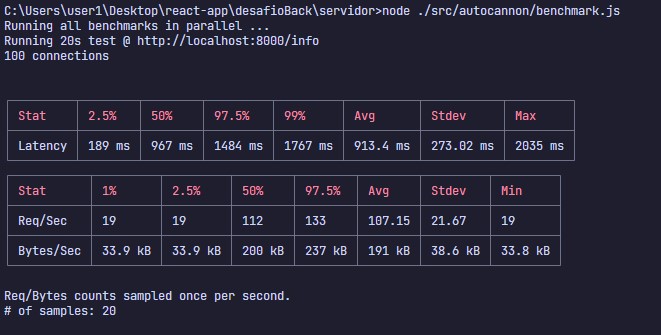 C:\Users\user1\Desktop\react-app\desafioBack\servidor>node ./src/autocannon/benchmark.js
Running all benchmarks in parallel ...
Running 20s test @ http://localhost:8000/info
100 connections
Stat 2.5% 50% 97.5% 99% Avg Stdev Max
Latency 189 ms 967 ms 1484 ms 1767 ms 913.4 ms 273.02 ms 2035 ms
Stat 1% 2.5% 50% 97.5% Avg Stdev Min
Req/Sec 19 19 112 133 107.15 21.67 19
Bytes/Sec 33.9 kB 33.9 kB 200 kB 237 kB 191 kB 38.6 kB 33.8 kB
Req/Bytes counts sampled once per second.
# of samples: 20